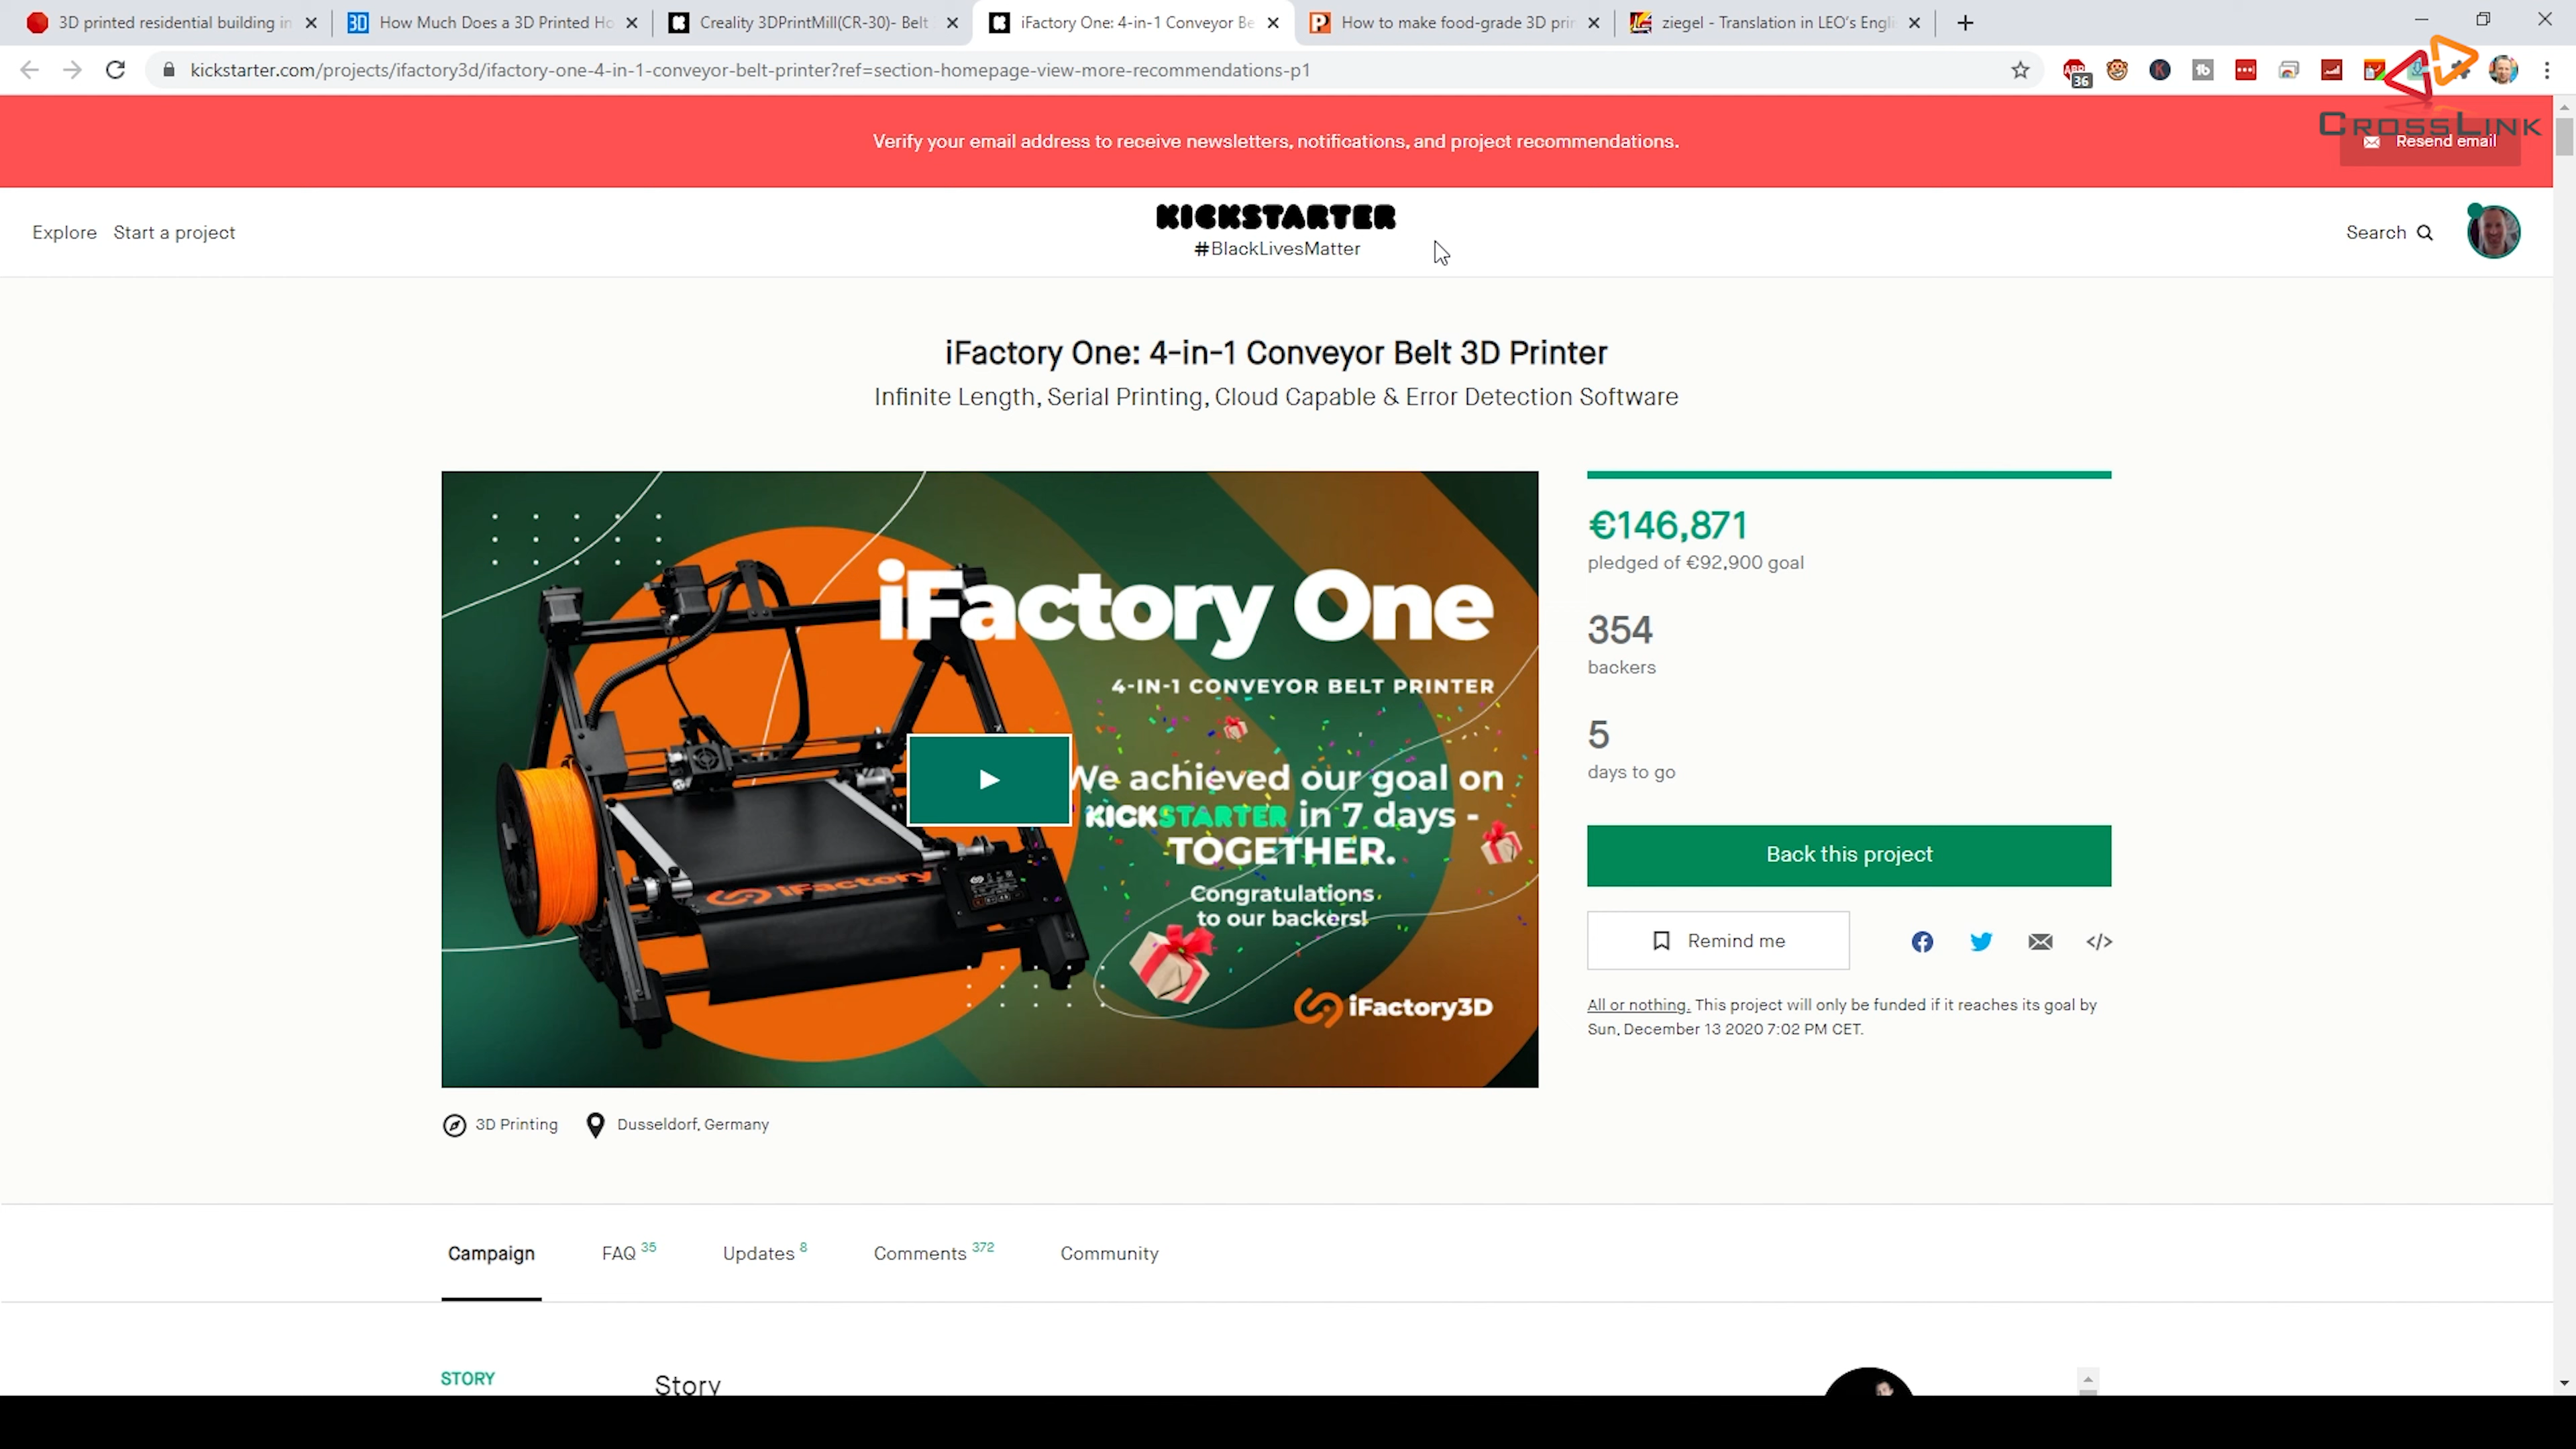 3D printed residential building in
How Much Does a 3D Printed Ho
Creality 3DPrintMill(CR-30)- Belt
iFactory One: 4-in-1 Conveyor Be
How to make food-grade 3D prin
ziegel - Translation in LEO's Engli
kickstarter.com/projects/ifactory3d/ifactory-one-4-in-1-conveyor-belt-printer?ref=section-homepage-view-more-recommendations-p1
ABP
36
CROSSLINK
Verify your email address to receive newsletters, notifications, and project recommendations.
Resend email
Explore
Start a project
KICKSTARTER
#BlackLivesMatter
Search
iFactory One: 4-in-1 Conveyor Belt 3D Printer
Infinite Length, Serial Printing, Cloud Capable & Error Detection Software
iFactory One
4-IN-1 CONVEYOR BELT PRINTER
We achieved our goal on
KICKSTARTER in 7 days -
TOGETHER.
Congratulations
to our backers!
iFactory
iFactory3D
€146,871
pledged of €92,900 goal
354
backers
5
days to go
Back this project
Remind me
All or nothing. This project will only be funded if it reaches its goal by
Sun, December 13 2020 7:02 PM CET.
3D Printing
Dusseldorf, Germany
Campaign
FAQ 35
Updates 8
Comments 372
Community
STORY
Story